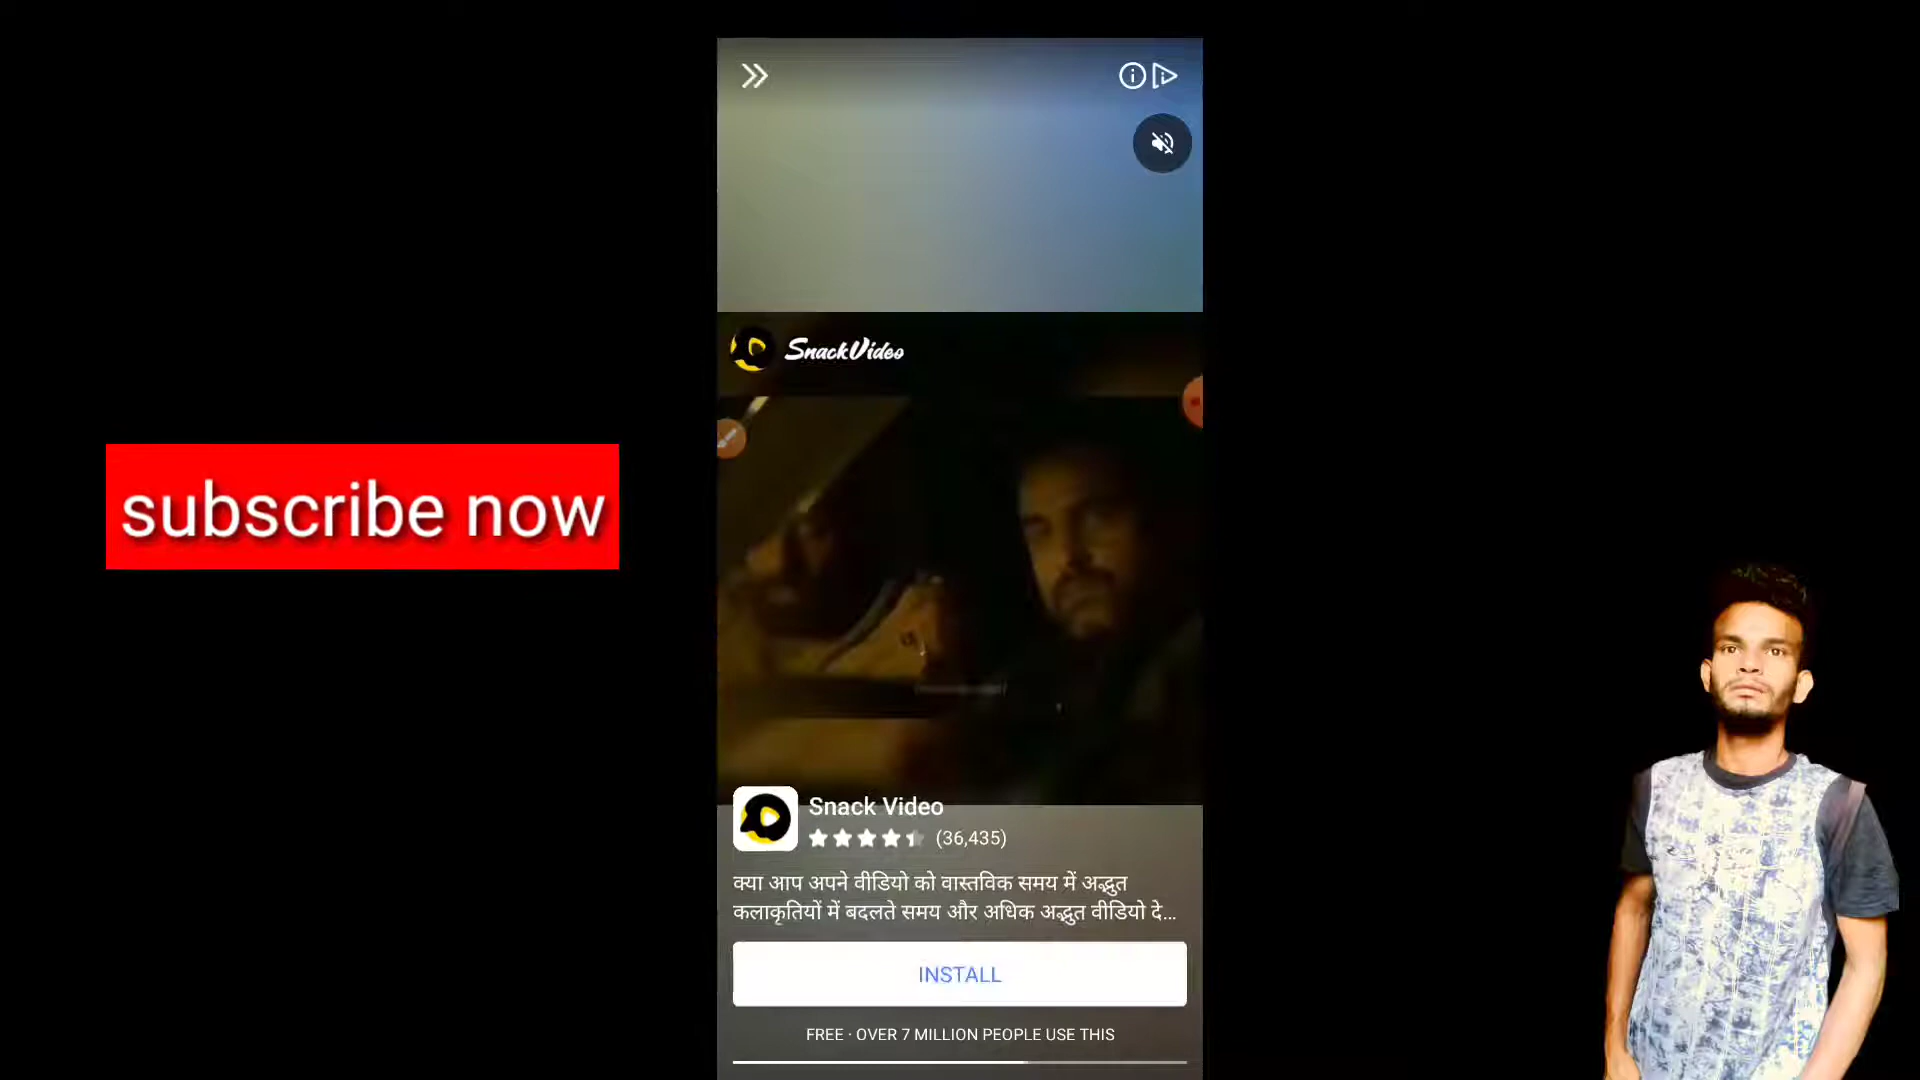 SnackVideo
subscribe now
Snack Video
(36,435)
क्या आप अपने वीडियो को वास्तविक समय में अद्भुत
कलाकृतियों में बदलते समय और अधिक अद्भुत वीडियो दे...
INSTALL
FREE · OVER 7 MILLION PEOPLE USE THIS